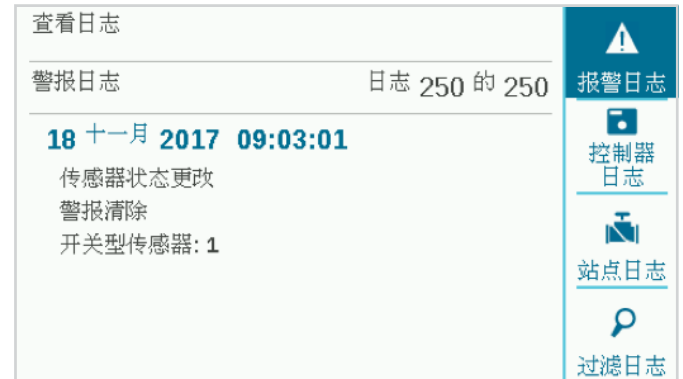 查看日志
警报日志 日志 250 的 250
18 十一月 2017 09:03:01
传感器状态更改
警报清除
开关型传感器: 1
报警日志
控制器
日志
站点日志
过滤日志